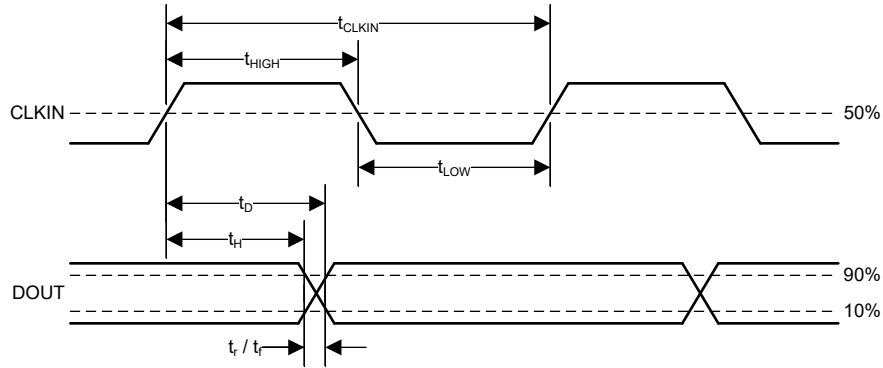 tCLKIN
tHIGH
CLKIN
50%
tLOW
tD
tH
90%
DOUT
10%
tr / tf